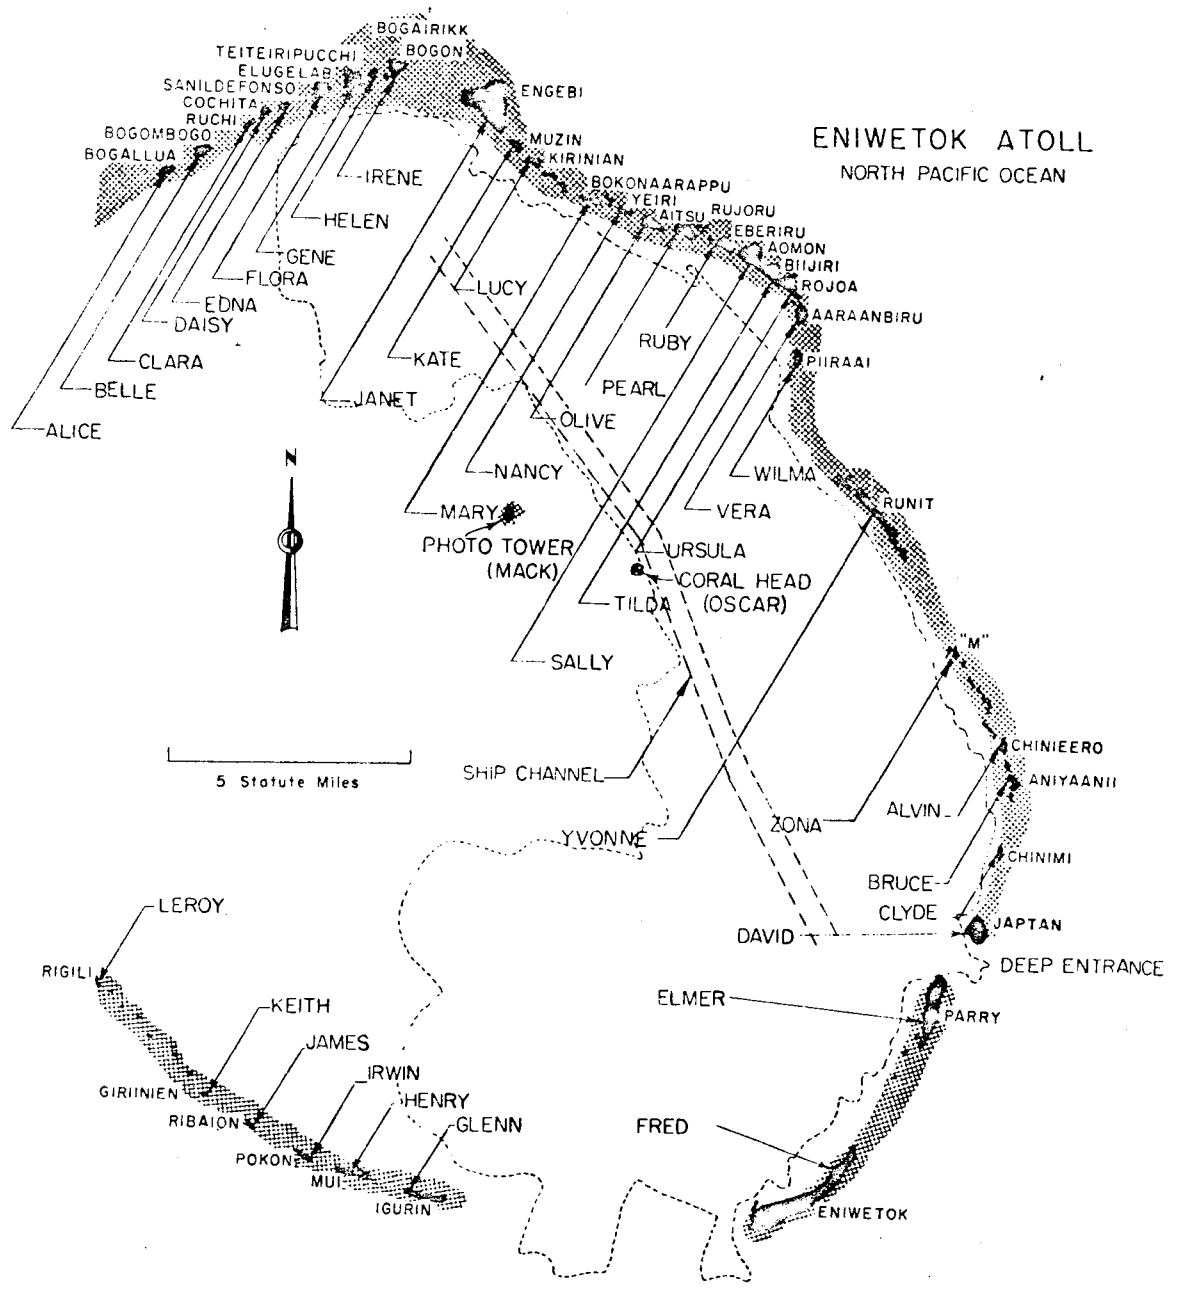 BOGAIRIKK
BOGON
TEITEIRIPUCCHI
ELUGELAB
SANILDEFONSO
COCHITA
RUCHI
BOGOMBOGO
BOGALLUA
ENGEBI
MUZIN
KIRINIAN
BOKONAARAPPU
YEIRI
AITSU
RUJORU
EBERIRU
AOMON
BIIJIRI
ROJOA
AARAANBIRU
PIIRAAI
ENIWETOK ATOLL
NORTH PACIFIC OCEAN
IRENE
HELEN
GENE
FLORA
EDNA
DAISY
CLARA
BELLE
ALICE
LUCY
KATE
JANET
RUBY
PEARL
OLIVE
NANCY
MARY
WILMA
VERA
URSULA
TILDA
SALLY
N
PHOTO TOWER
(MACK)
CORAL HEAD
(OSCAR)
RUNIT
"M"
5 Statute Miles
SHIP CHANNEL
YVONNE
ZONA
ALVIN
CHINIEERO
ANIYAANII
BRUCE
CHINIMI
CLYDE
DAVID
JAPTAN
DEEP ENTRANCE
ELMER
PARRY
LEROY
RIGILI
KEITH
JAMES
IRWIN
HENRY
GLENN
GIRIINIEN
RIBAION
POKON
MUI
IGURIN
FRED
ENIWETOK